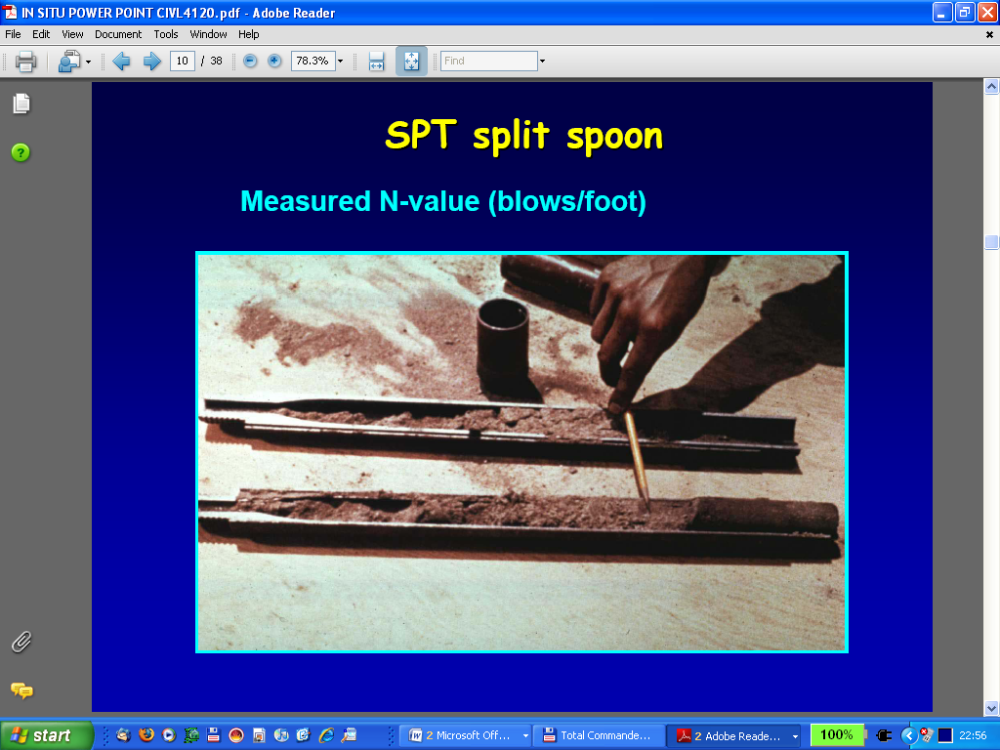 IN SITU POWER POINT CIVL4120.pdf - Adobe Reader
File Edit View Document Tools Window Help
10 / 38 78.3% Find
SPT split spoon
Measured N-value (blows/foot)
start 2 Microsoft Off... Total Commande... 2 Adobe Reade... 100% 22:56